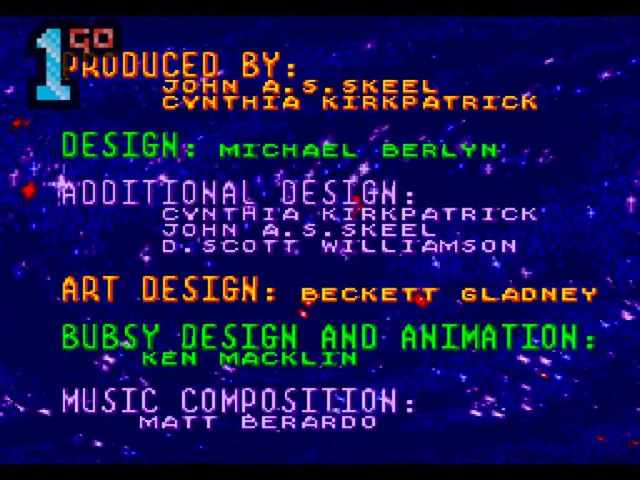 1GO
PRODUCED BY:
JOHN A.S.SKEEL
CYNTHIA KIRKPATRICK
DESIGN: MICHAEL BERLYN
ADDITIONAL DESIGN:
CYNTHIA KIRKPATRICK
JOHN A.S.SKEEL
D.SCOTT WILLIAMSON
ART DESIGN: BECKETT GLADNEY
BUBSY DESIGN AND ANIMATION:
KEN MACKLIN
MUSIC COMPOSITION:
MATT BERARDO